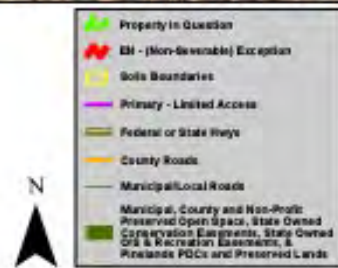 Property In Question
EN - (Non-Severable) Exception
Soils Boundaries
Primary - Limited Access
Federal or State Hwys
County Roads
Municipal/Local Roads
N
Municipal, County and Non-Profit
Preserved Open Space, State Owned
Conservation Easements, State Owned
O/S & Recreation Easements, &
Pinelands PDCs and Preserved Lands